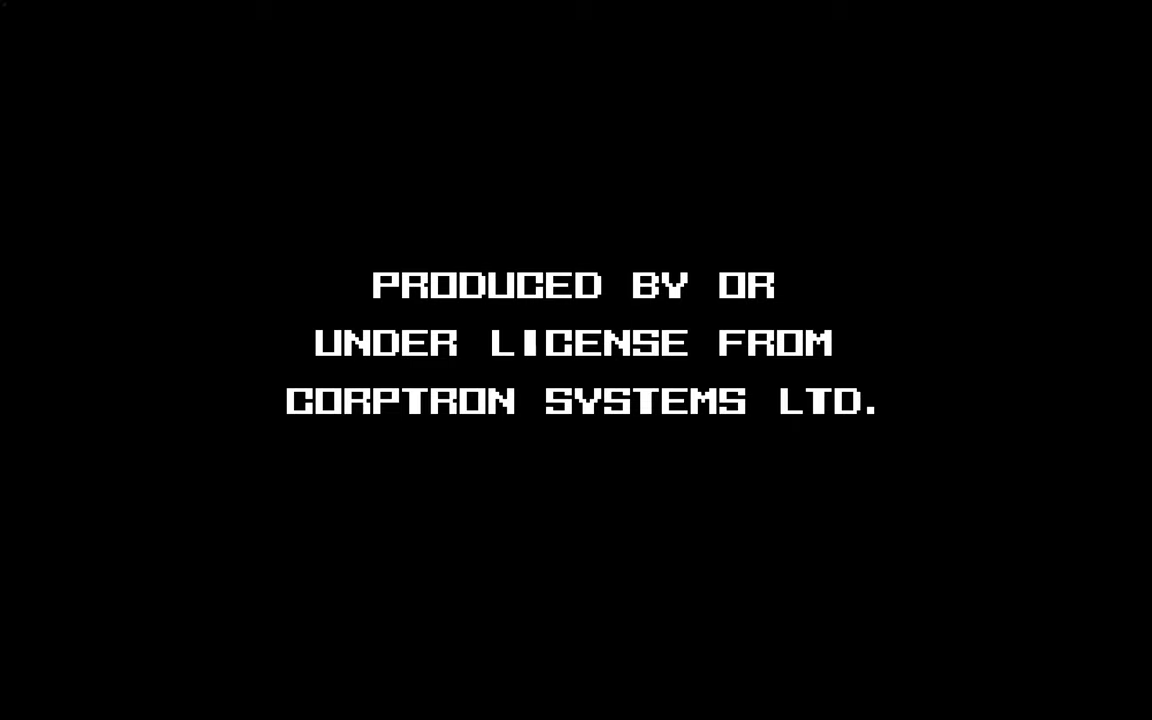 PRODUCED BY OR
UNDER LICENSE FROM
CORPTRON SYSTEMS LTD.